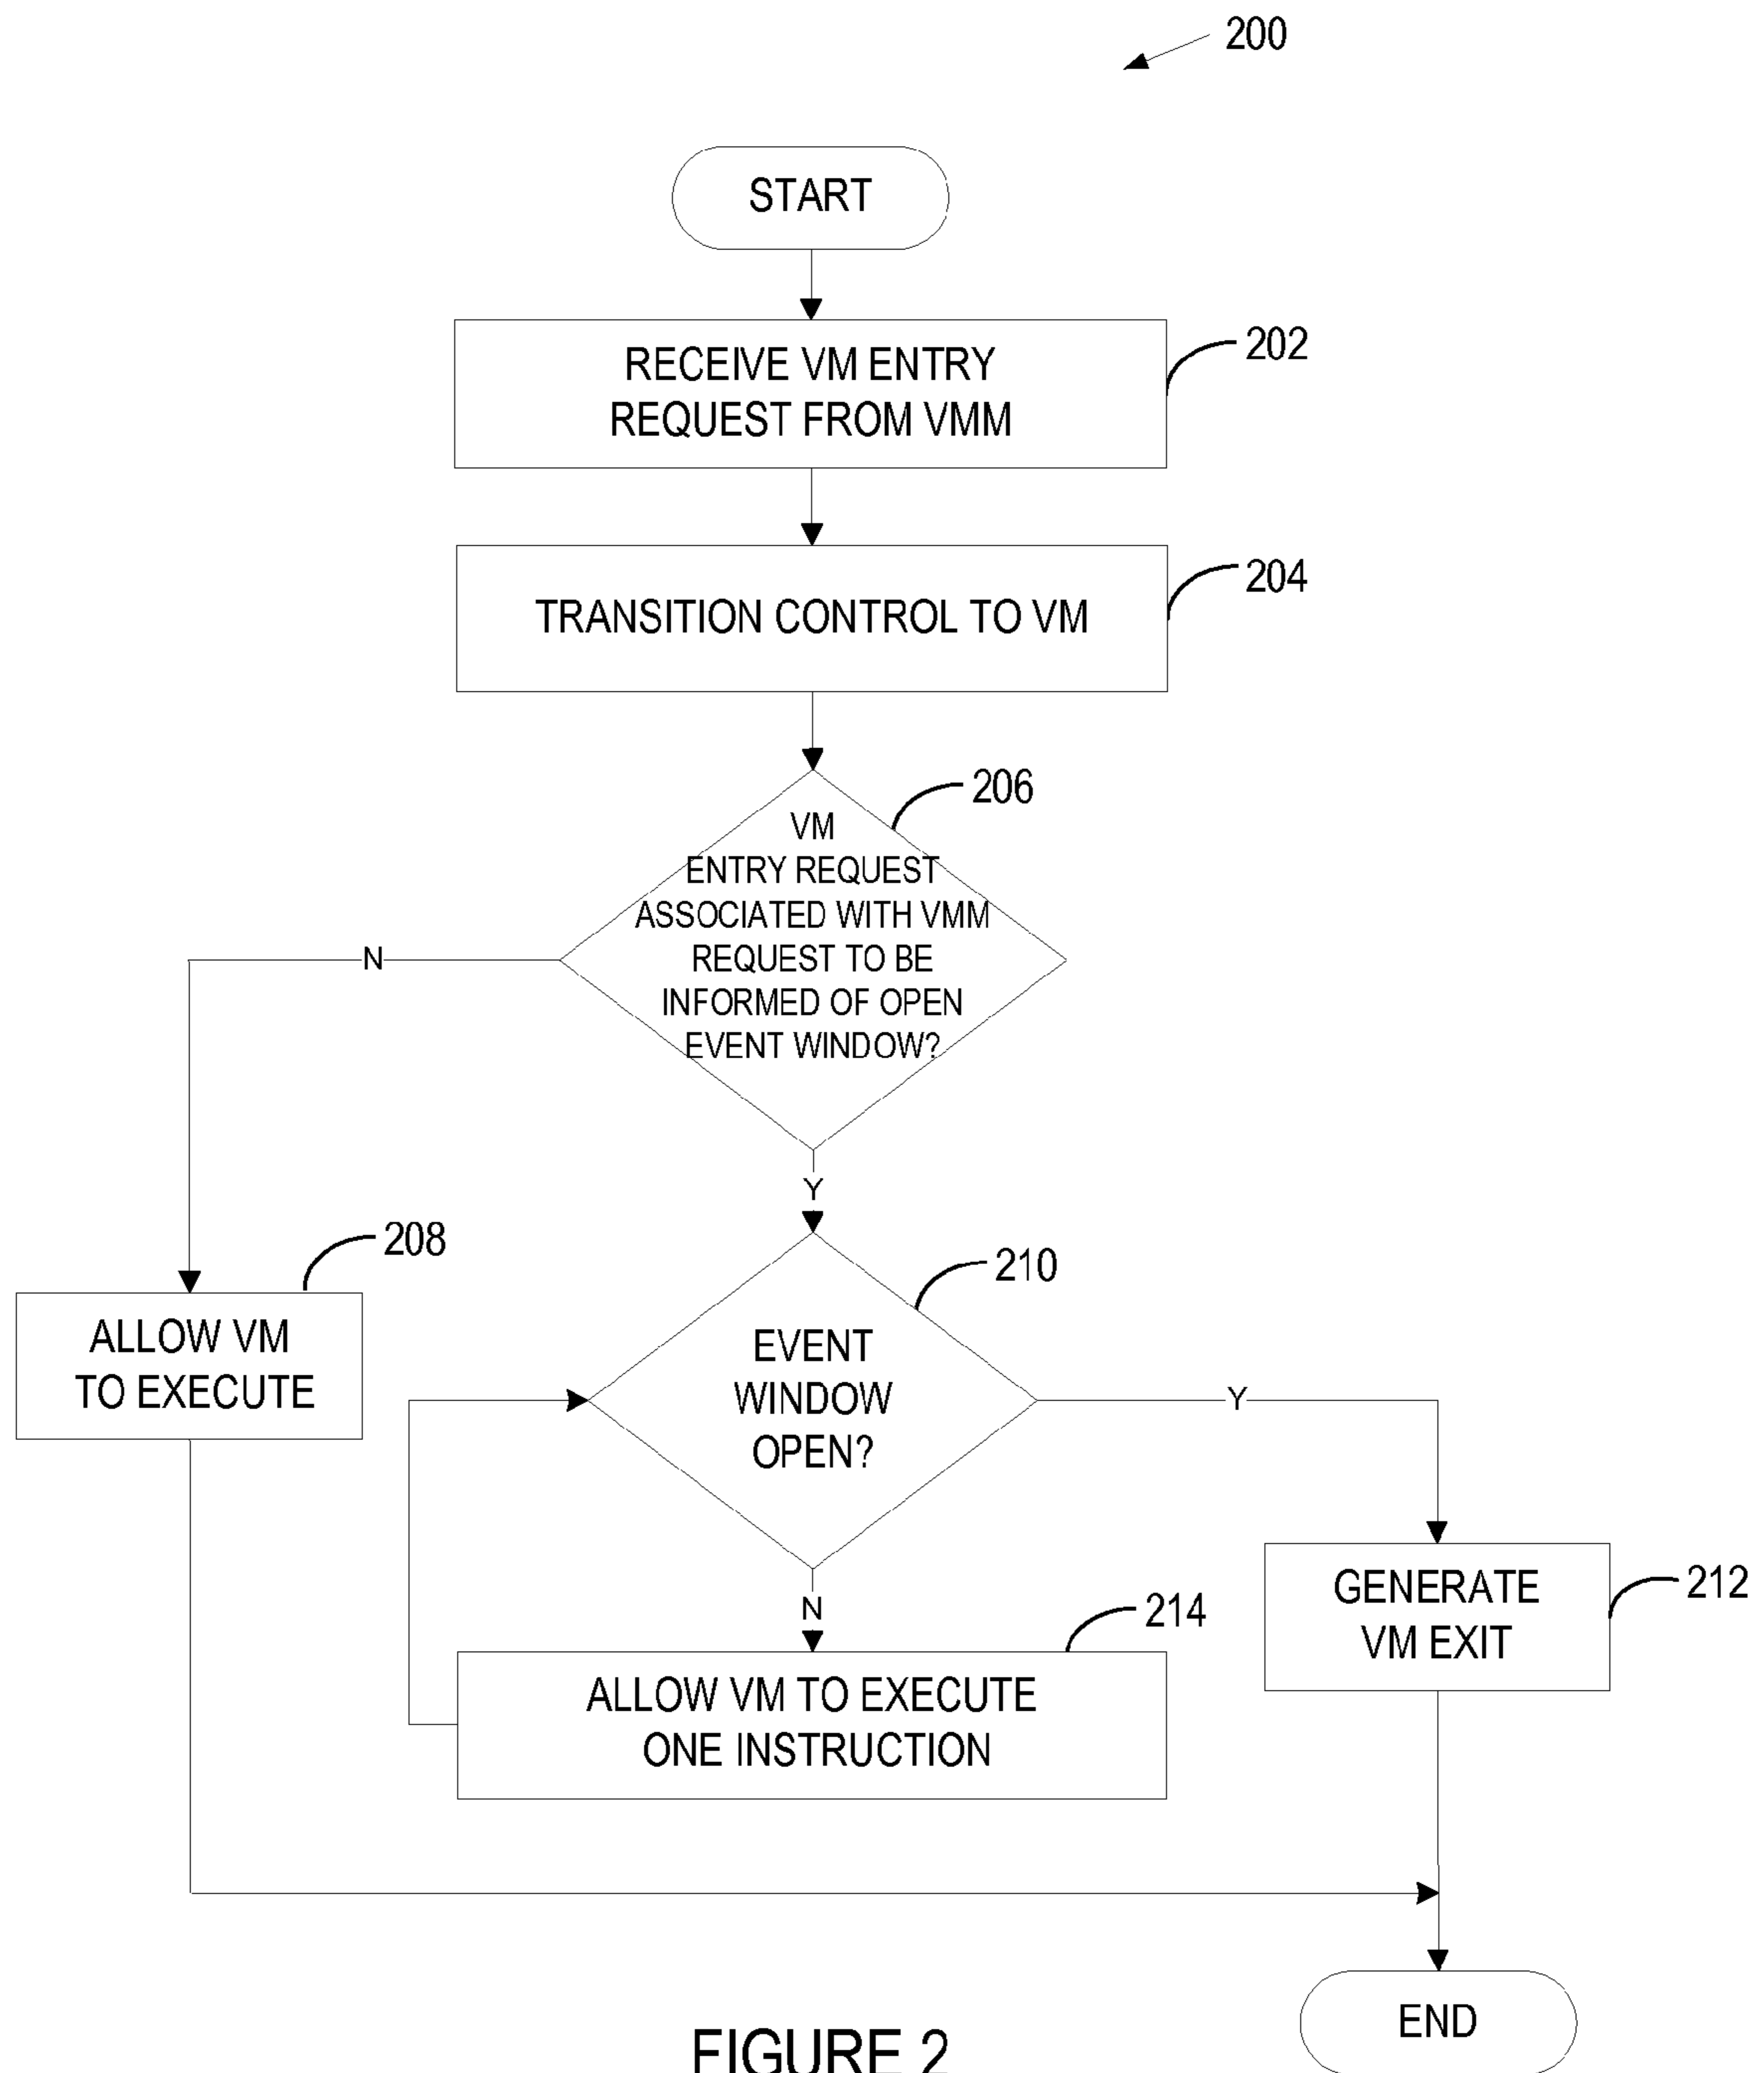 200
START
RECEIVE VM ENTRY
REQUEST FROM VMM
202
TRANSITION CONTROL TO VM
204
206
VM
ENTRY REQUEST
ASSOCIATED WITH VMM
REQUEST TO BE
INFORMED OF OPEN
EVENT WINDOW?
N
Y
208
ALLOW VM
TO EXECUTE
210
EVENT
WINDOW
OPEN?
Y
N
212
GENERATE
VM EXIT
214
ALLOW VM TO EXECUTE
ONE INSTRUCTION
END
FIGURE 2